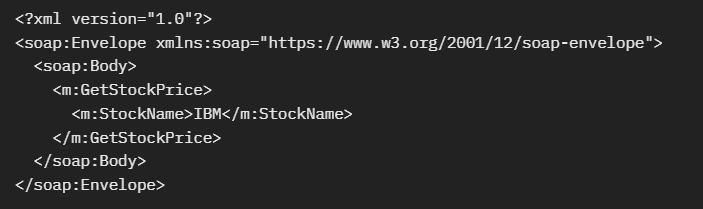 <?xml version="1.0"?>
<soap:Envelope xmlns:soap="https://www.w3.org/2001/12/soap-envelope">
  <soap:Body>
    <m:GetStockPrice>
      <m:StockName>IBM</m:StockName>
    </m:GetStockPrice>
  </soap:Body>
</soap:Envelope>